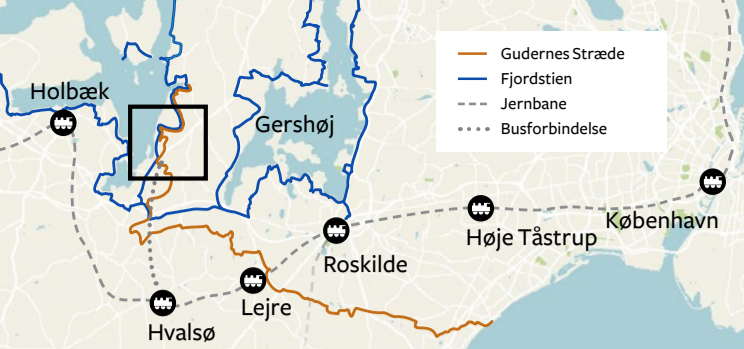 Gudernes Stræde
Fjordstien
Jernbane
Busforbindelse
Holbæk
Gershøj
København
Høje Tåstrup
Roskilde
Lejre
Hvalsø